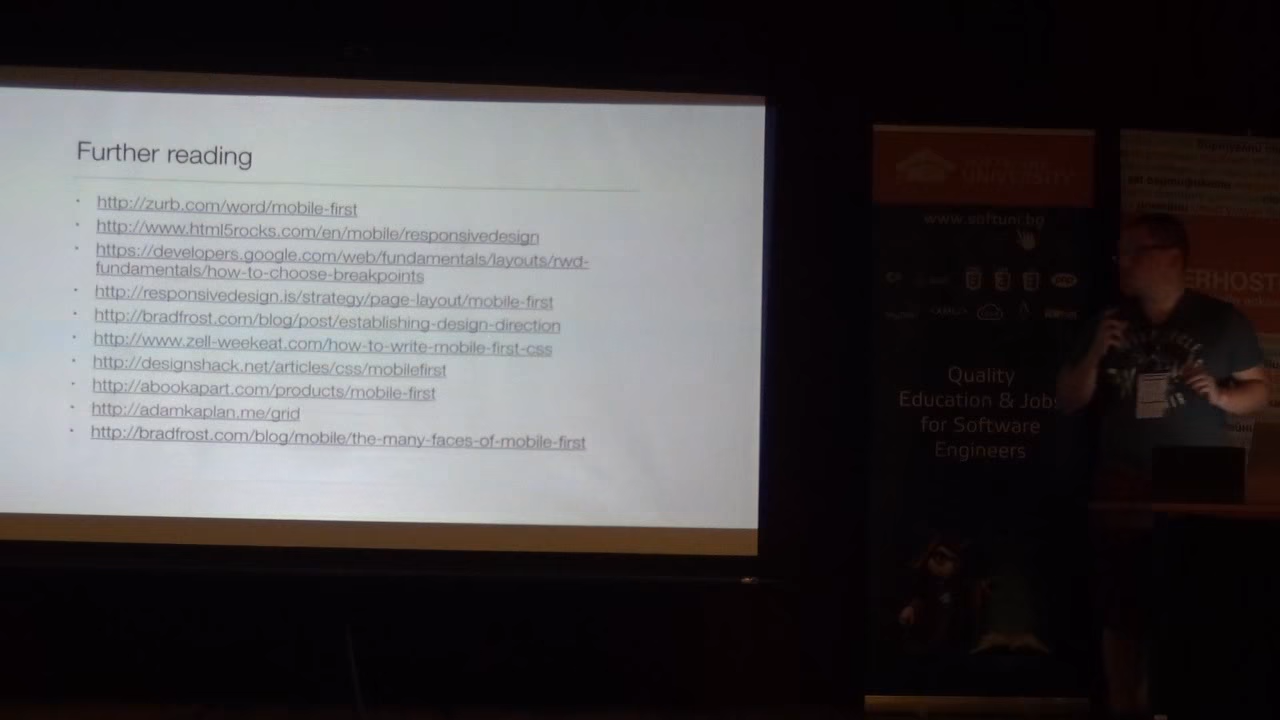 Further reading
http://zurb.com/word/mobile-first
http://www.html5rocks.com/en/mobile/responsivedesign
https://developers.google.com/web/fundamentals/layouts/rwd-
fundamentals/how-to-choose-breakpoints
http://responsivedesign.is/strategy/page-layout/mobile-first
http://bradfrost.com/blog/post/establishing-design-direction
http://www.zell-weekeat.com/how-to-write-mobile-first-css
http://designshack.net/articles/css/mobilefirst
http://abookapart.com/products/mobile-first
http://adamkaplan.me/grid
http://bradfrost.com/blog/mobile/the-many-faces-of-mobile-first
UNIVERSITY
www.softuni.bg
Quality
Education & Jobs
for Software
Engineers
ERHOST